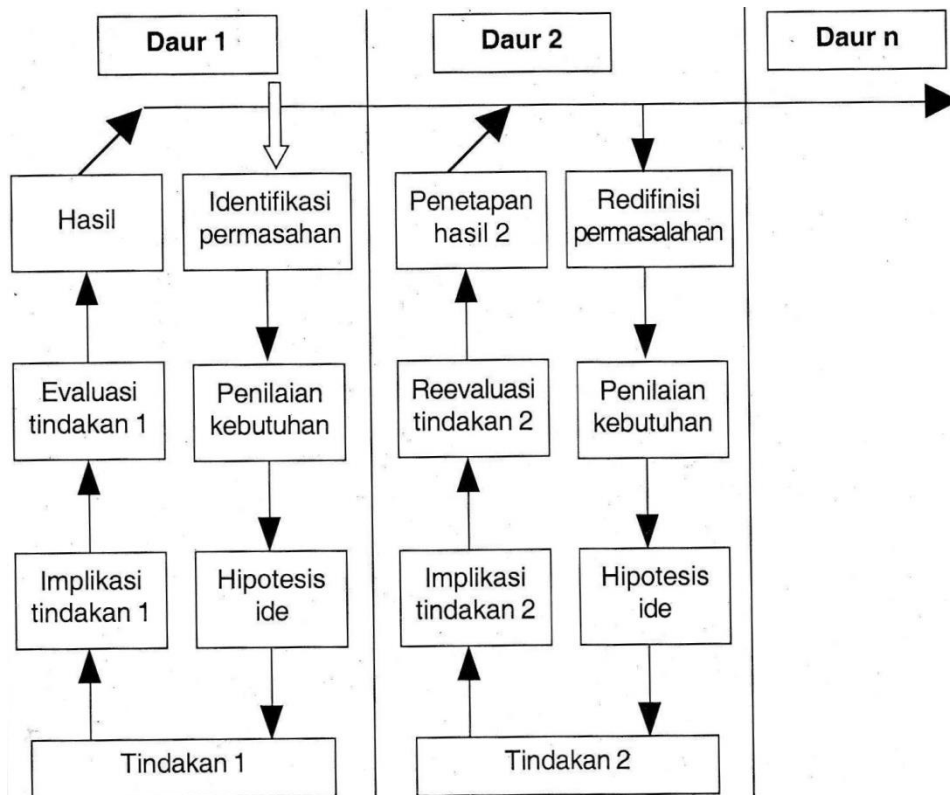 Daur 1
Daur 2
Daur n
Hasil
Identifikasi
permasahan
Penetapan
hasil 2
Redifinisi
permasalahan
Evaluasi
tindakan 1
Penilaian
kebutuhan
Reevaluasi
tindakan 2
Penilaian
kebutuhan
Implikasi
tindakan 1
Hipotesis
ide
Implikasi
tindakan 2
Hipotesis
ide
Tindakan 1
Tindakan 2